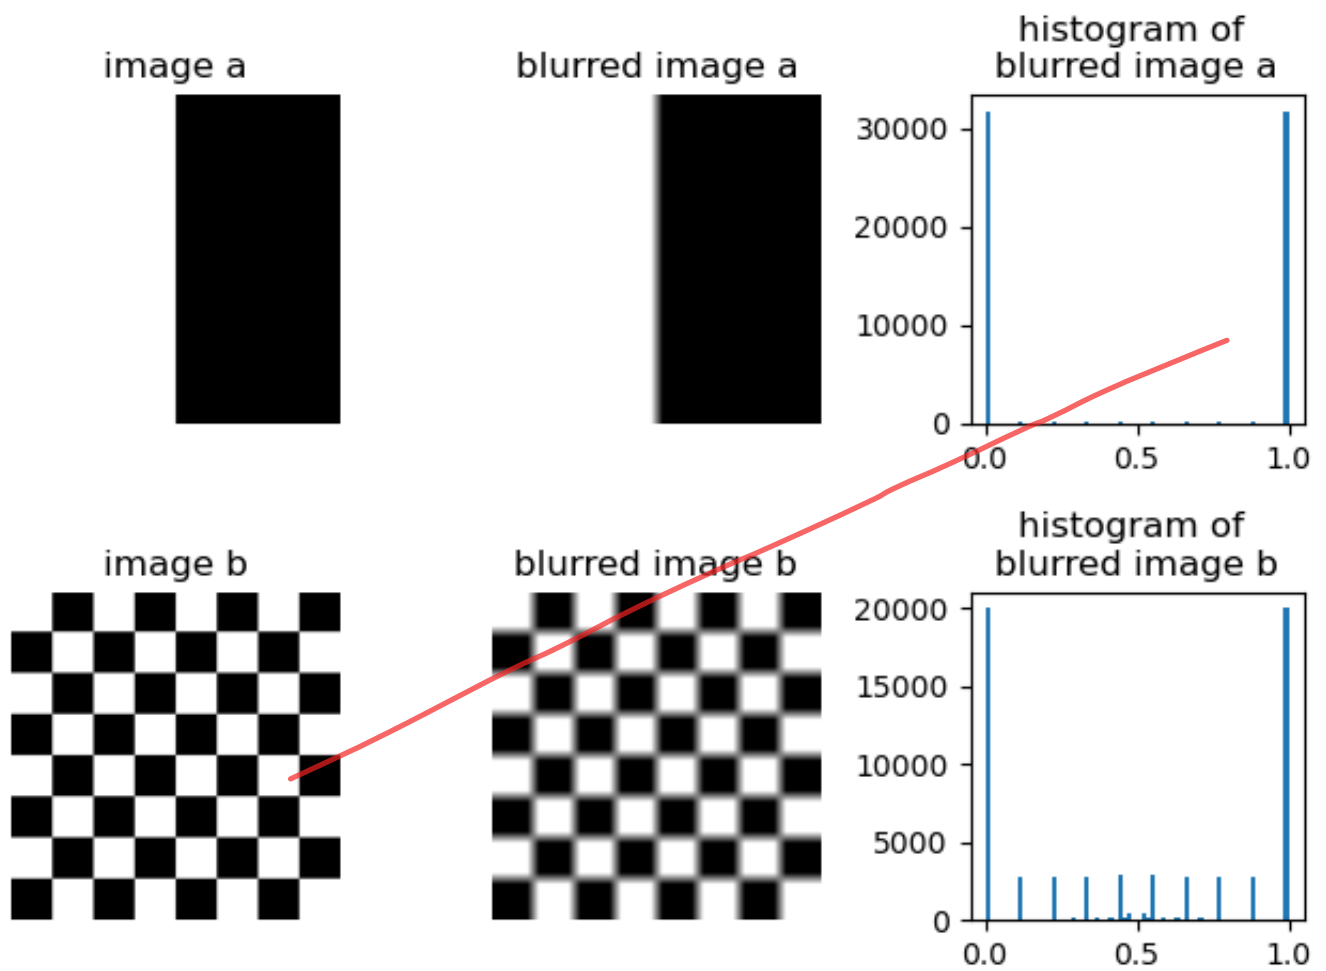 image a
blurred image a
histogram of
blurred image a
30000
20000
10000
0
0.0 0.5 1.0
image b
blurred image b
histogram of
blurred image b
20000
15000
10000
5000
0
0.0 0.5 1.0